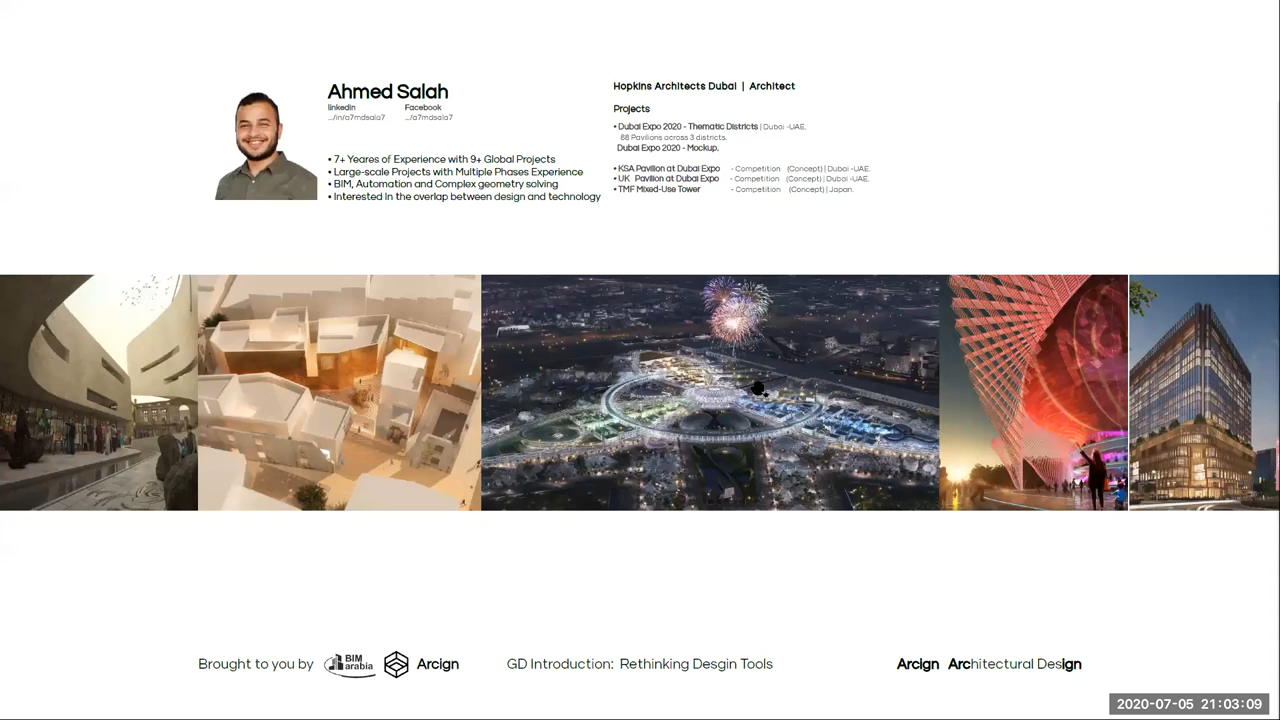 Ahmed Salah
linkedin Facebook
.../in/a7mdsala7 .../a7mdsala7
• 7+ Yeares of Experience with 9+ Global Projects
• Large-scale Projects with Multiple Phases Experience
• BIM, Automation and Complex geometry solving
• Interested In the overlap between design and technology
Hopkins Architects Dubai | Architect
Projects
• Dubai Expo 2020 - Thematic Districts | Dubai -UAE.
88 Pavilions across 3 districts.
Dubai Expo 2020 - Mockup.
• KSA Pavilion at Dubai Expo - Competition (Concept) | Dubai -UAE.
• UK Pavilion at Dubai Expo - Competition (Concept) | Dubai -UAE.
• TMF Mixed-Use Tower - Competition (Concept) | Japan.
Brought to you by BIM arabia Arcign GD Introduction: Rethinking Desgin Tools Arcign Architectural Design
2020-07-05 21:03:09